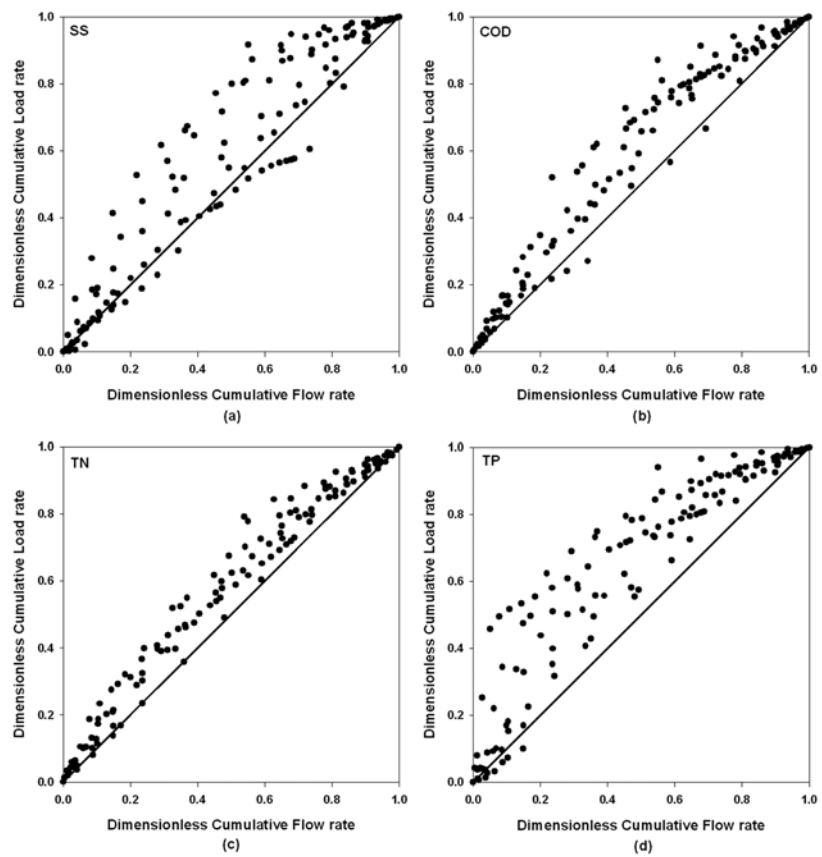 SS
1.0
0.8
0.6
0.4
0.2
0.0
Dimensionless Cumulative Load rate
0.0 0.2 0.4 0.6 0.8 1.0
Dimensionless Cumulative Flow rate
(a)
COD
1.0
0.8
0.6
0.4
0.2
0.0
Dimensionless Cumulative Load rate
0.0 0.2 0.4 0.6 0.8 1.0
Dimensionless Cumulative Flow rate
(b)
TN
1.0
0.8
0.6
0.4
0.2
0.0
Dimensionless Cumulative Load rate
0.0 0.2 0.4 0.6 0.8 1.0
Dimensionless Cumulative Flow rate
(c)
TP
1.0
0.8
0.6
0.4
0.2
0.0
Dimensionless Cumulative Load rate
0.0 0.2 0.4 0.6 0.8 1.0
Dimensionless Cumulative Flow rate
(d)